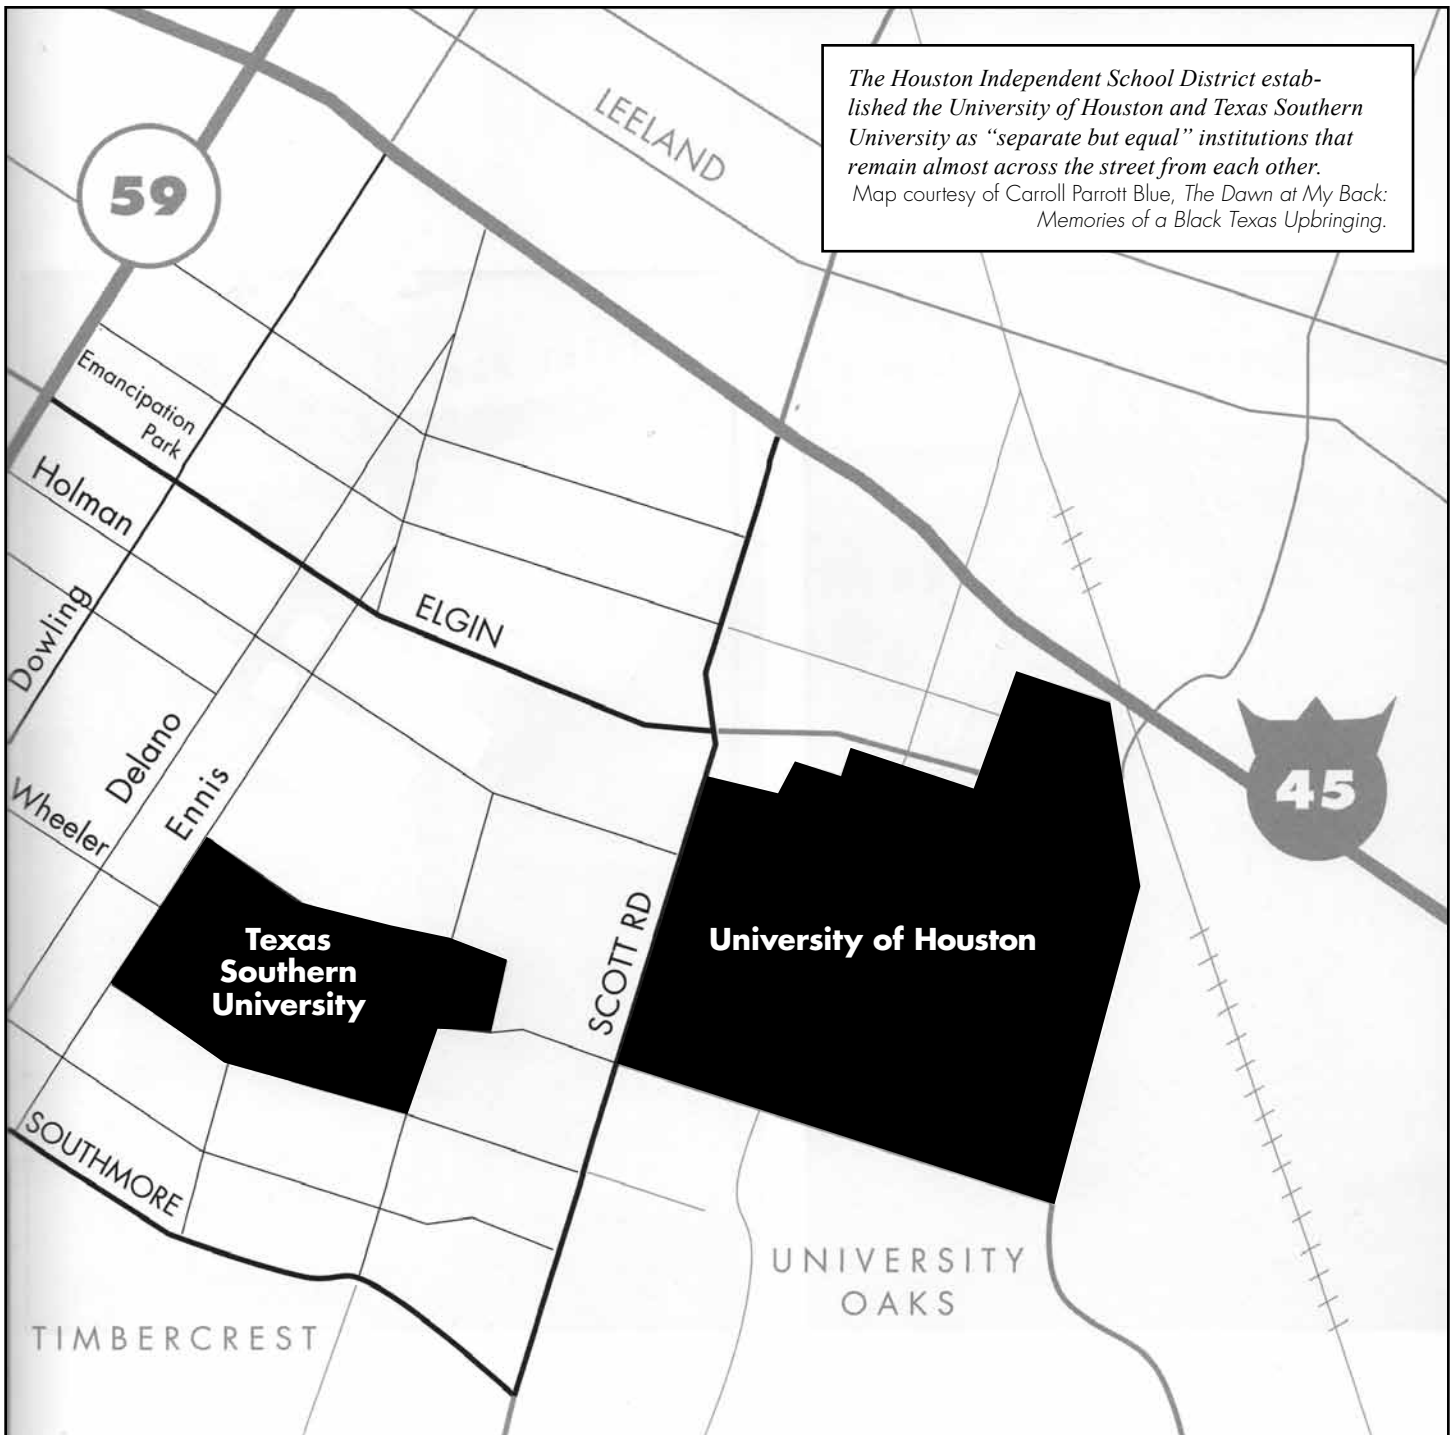 The Houston Independent School District estab-
lished the University of Houston and Texas Southern
University as “separate but equal” institutions that
remain almost across the street from each other.
Map courtesy of Carroll Parrott Blue, The Dawn at My Back:
Memories of a Black Texas Upbringing.
LEELAND
59
Emancipation
Park
Holman
Dowling
ELGIN
Delano
Ennis
Wheeler
45
SCOTT RD
Texas
Southern
University
University of Houston
SOUTHMORE
UNIVERSITY
OAKS
TIMBERCREST